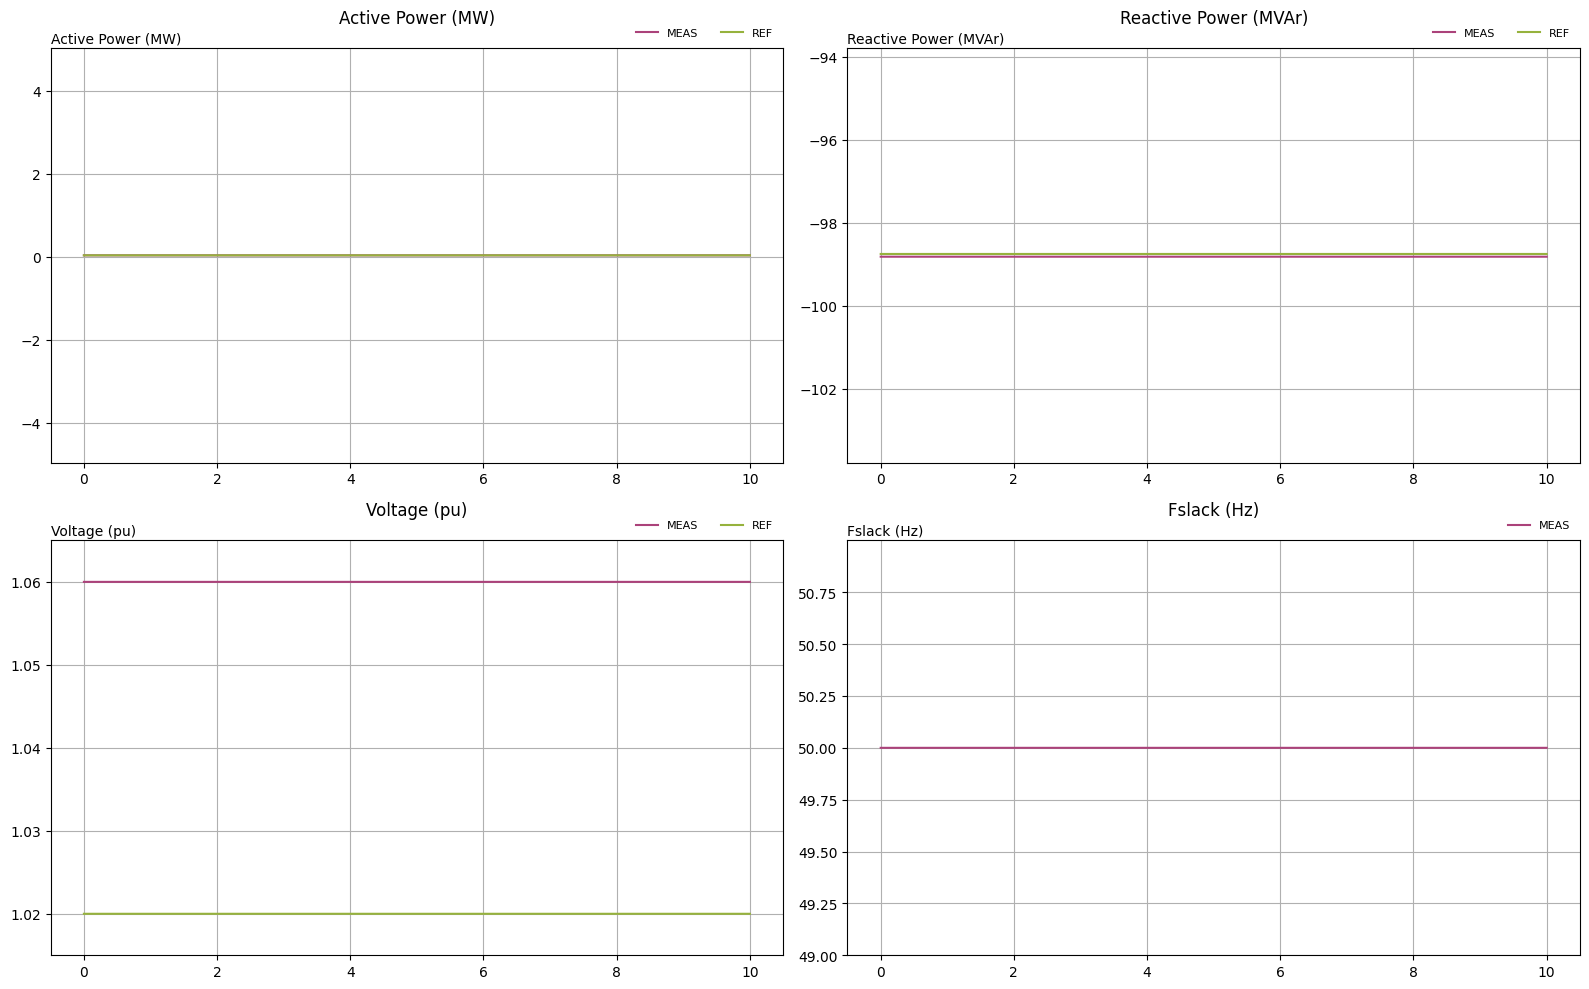 Active Power (MW)
Active Power (MW)
MEAS REF
4
2
0
−2
−4
0 2 4 6 8 10
Reactive Power (MVAr)
Reactive Power (MVAr)
MEAS REF
−94
−96
−98
−100
−102
0 2 4 6 8 10
Voltage (pu)
Voltage (pu)
MEAS REF
1.06
1.05
1.04
1.03
1.02
0 2 4 6 8 10
Fslack (Hz)
Fslack (Hz)
MEAS
50.75
50.50
50.25
50.00
49.75
49.50
49.25
49.00
0 2 4 6 8 10